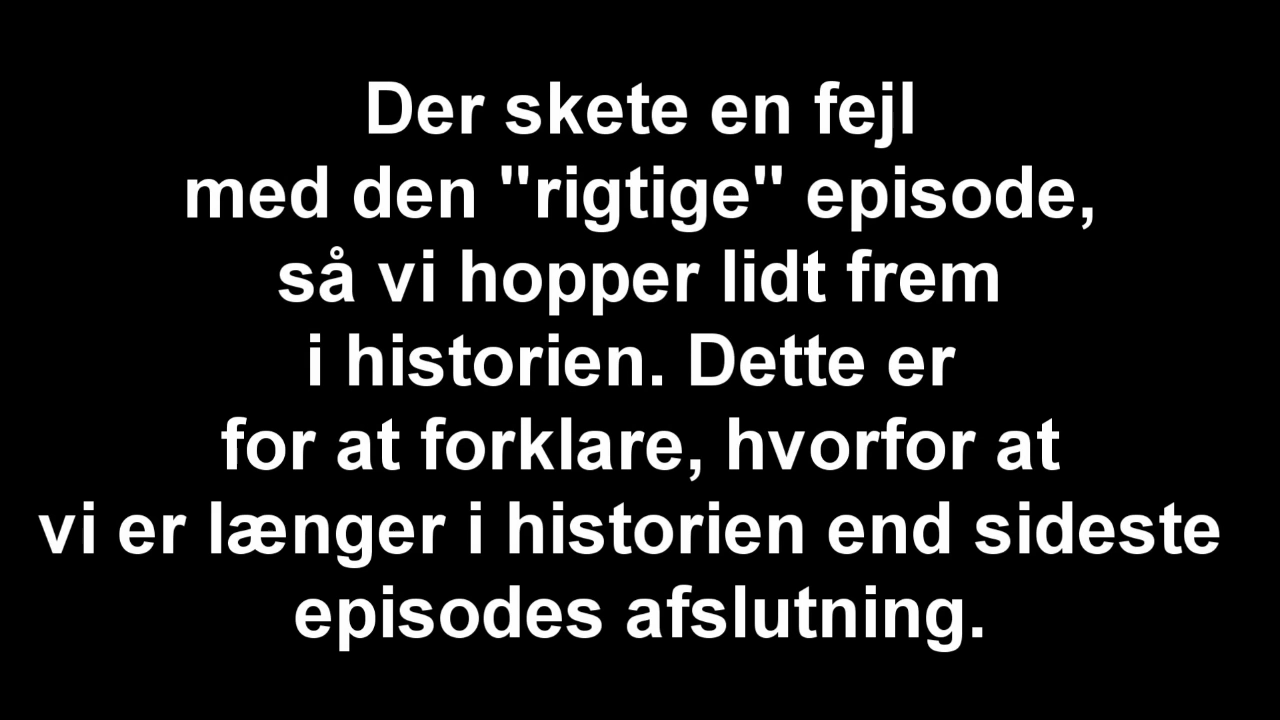 Der skete en fejl
med den "rigtige" episode,
så vi hopper lidt frem
i historien. Dette er
for at forklare, hvorfor at
vi er længer i historien end sideste
episodes afslutning.